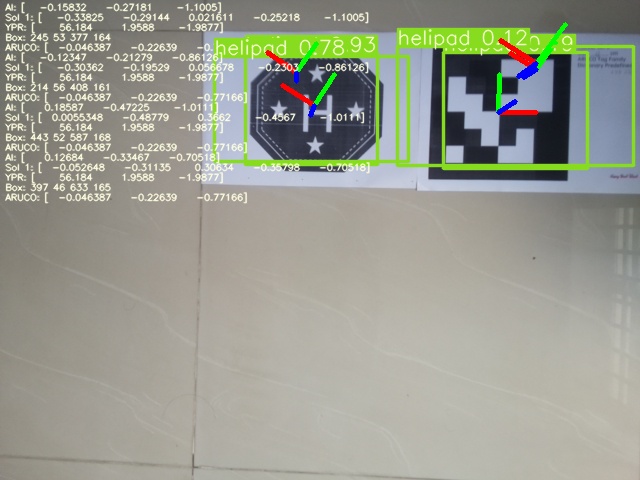 AI: [ -0.15832 -0.27181 -1.1005]
Sol 1: [ -0.33825 -0.29144 0.021611 -0.25218 -1.1005]
YPR: [ 56.184 1.9588 -1.9877]
Box: 245 53 377 164
ARUCO: [ -0.046387 -0.22639 -0.
AI: [ -0.12347 -0.21279 -0.86126]
Sol 1: [ -0.30362 -0.19529 0.056678 -0.2303 -0.86126]
YPR: [ 56.184 1.9588 -1.9877]
Box: 214 56 408 161
ARUCO: [ -0.046387 -0.22639 -0.77166]
AI: [ 0.18587 -0.47225 -1.0111]
Sol 1: [ 0.0055348 -0.48779 0.3662 -0.4567 -1.0111]
YPR: [ 56.184 1.9588 -1.9877]
Box: 443 52 587 168
ARUCO: [ -0.046387 -0.22639 -0.77166]
AI: [ 0.12684 -0.33467 -0.70518]
Sol 1: [ -0.052648 -0.31135 0.30634 -0.35798 -0.70518]
YPR: [ 56.184 1.9588 -1.9877]
Box: 397 46 633 165
ARUCO: [ -0.046387 -0.22639 -0.77166]
helipad 0.78 93
helipad 0.12
H